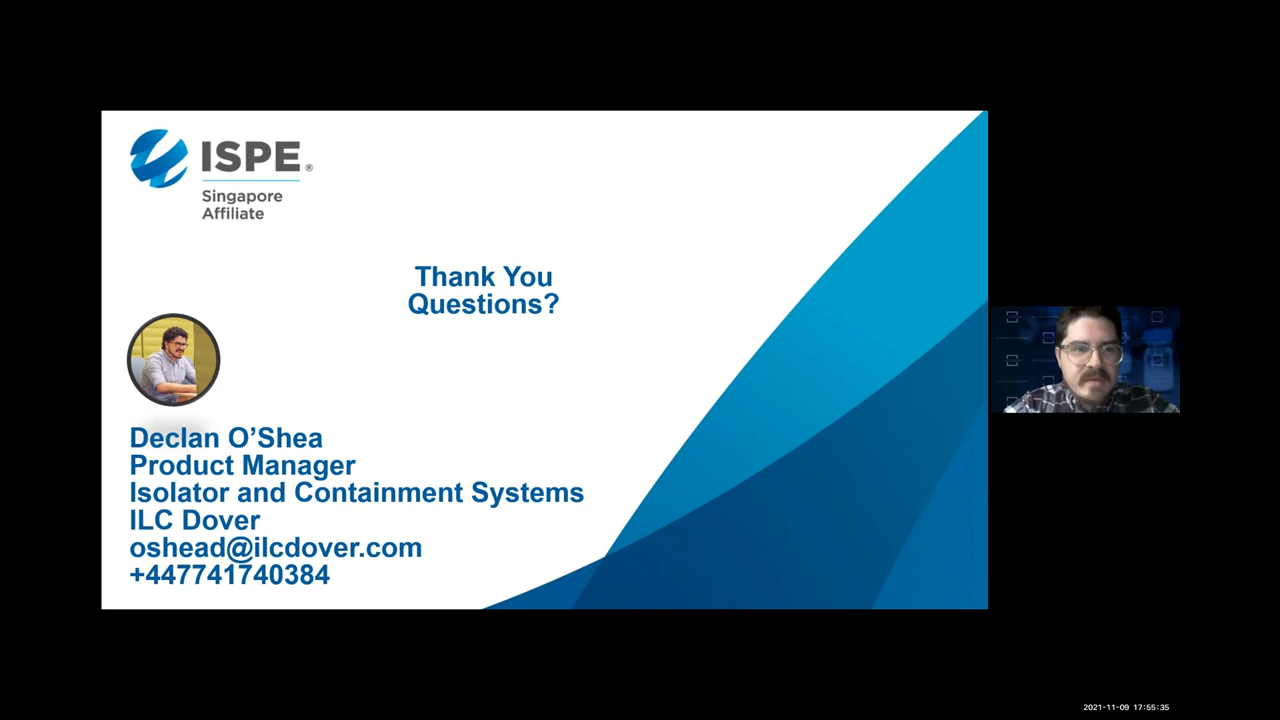 ISPE®
Singapore
Affiliate
Thank You
Questions?
Declan O’Shea
Product Manager
Isolator and Containment Systems
ILC Dover
oshead@ilcdover.com
+447741740384
2021-11-09 17:55:35